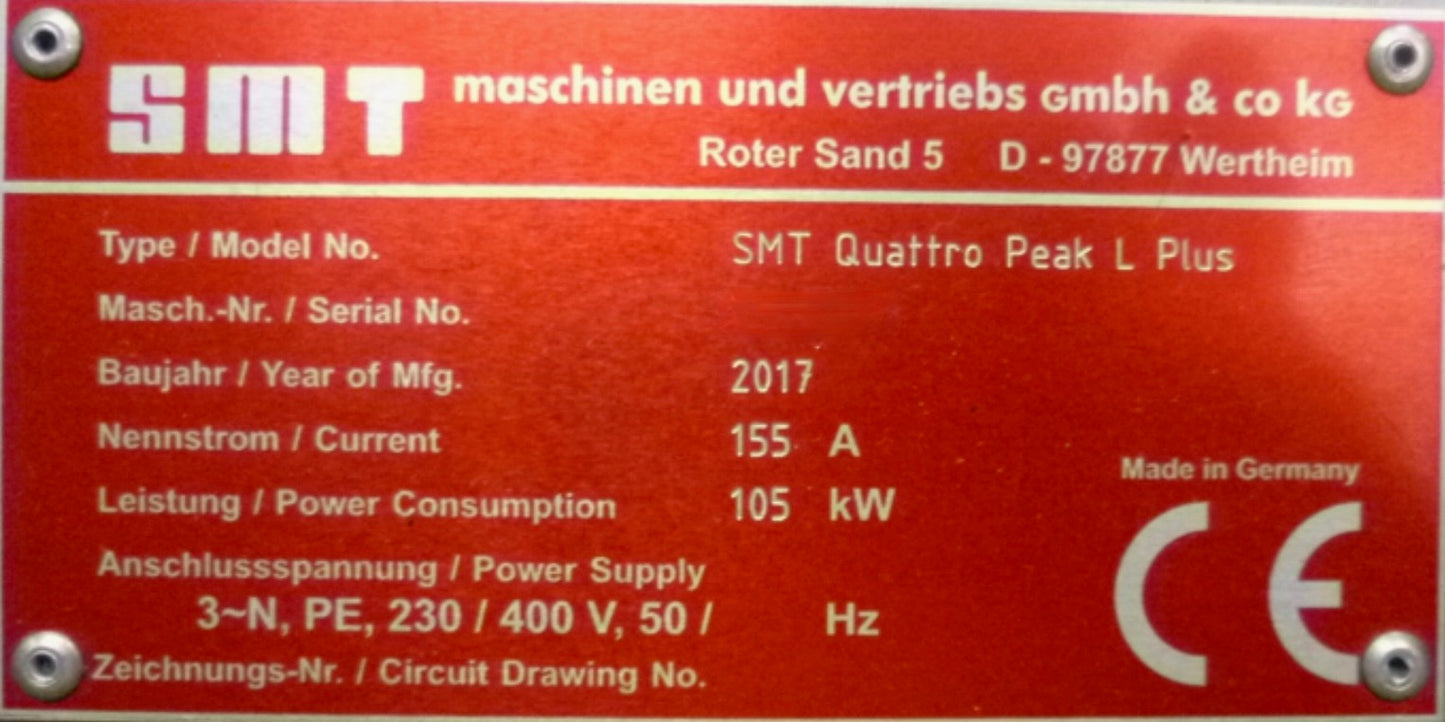 SMT maschinen und vertriebs gmbh & co kg
Roter Sand 5 D - 97877 Wertheim
Type / Model No. SMT Quattro Peak L Plus
Masch.-Nr. / Serial No.
Baujahr / Year of Mfg. 2017
Nennstrom / Current 155 A
Leistung / Power Consumption 105 kW
Anschlussspannung / Power Supply
3~N, PE, 230 / 400 V, 50 / Hz
Zeichnungs-Nr. / Circuit Drawing No.
Made in Germany
CE